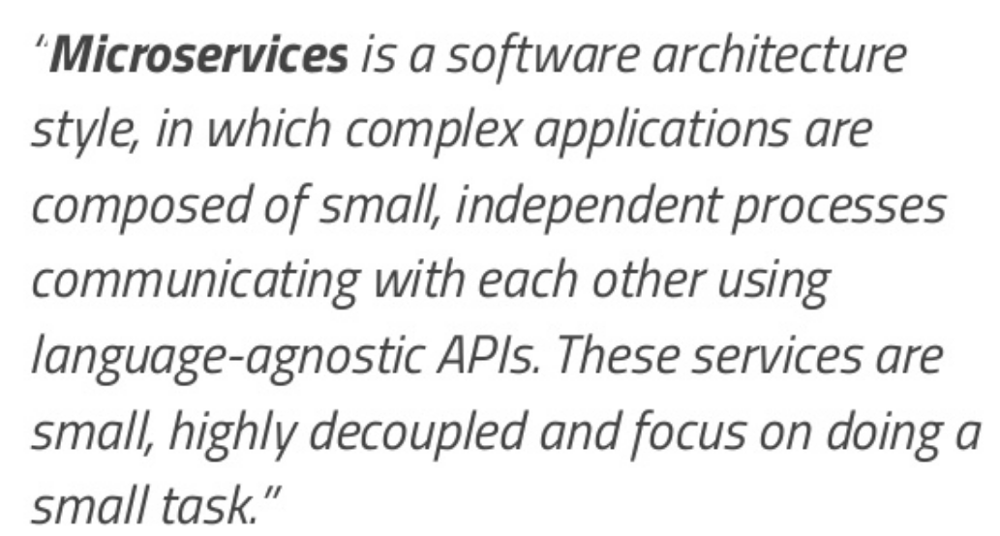 “Microservices is a software architecture
style, in which complex applications are
composed of small, independent processes
communicating with each other using
language-agnostic APIs. These services are
small, highly decoupled and focus on doing a
small task.”